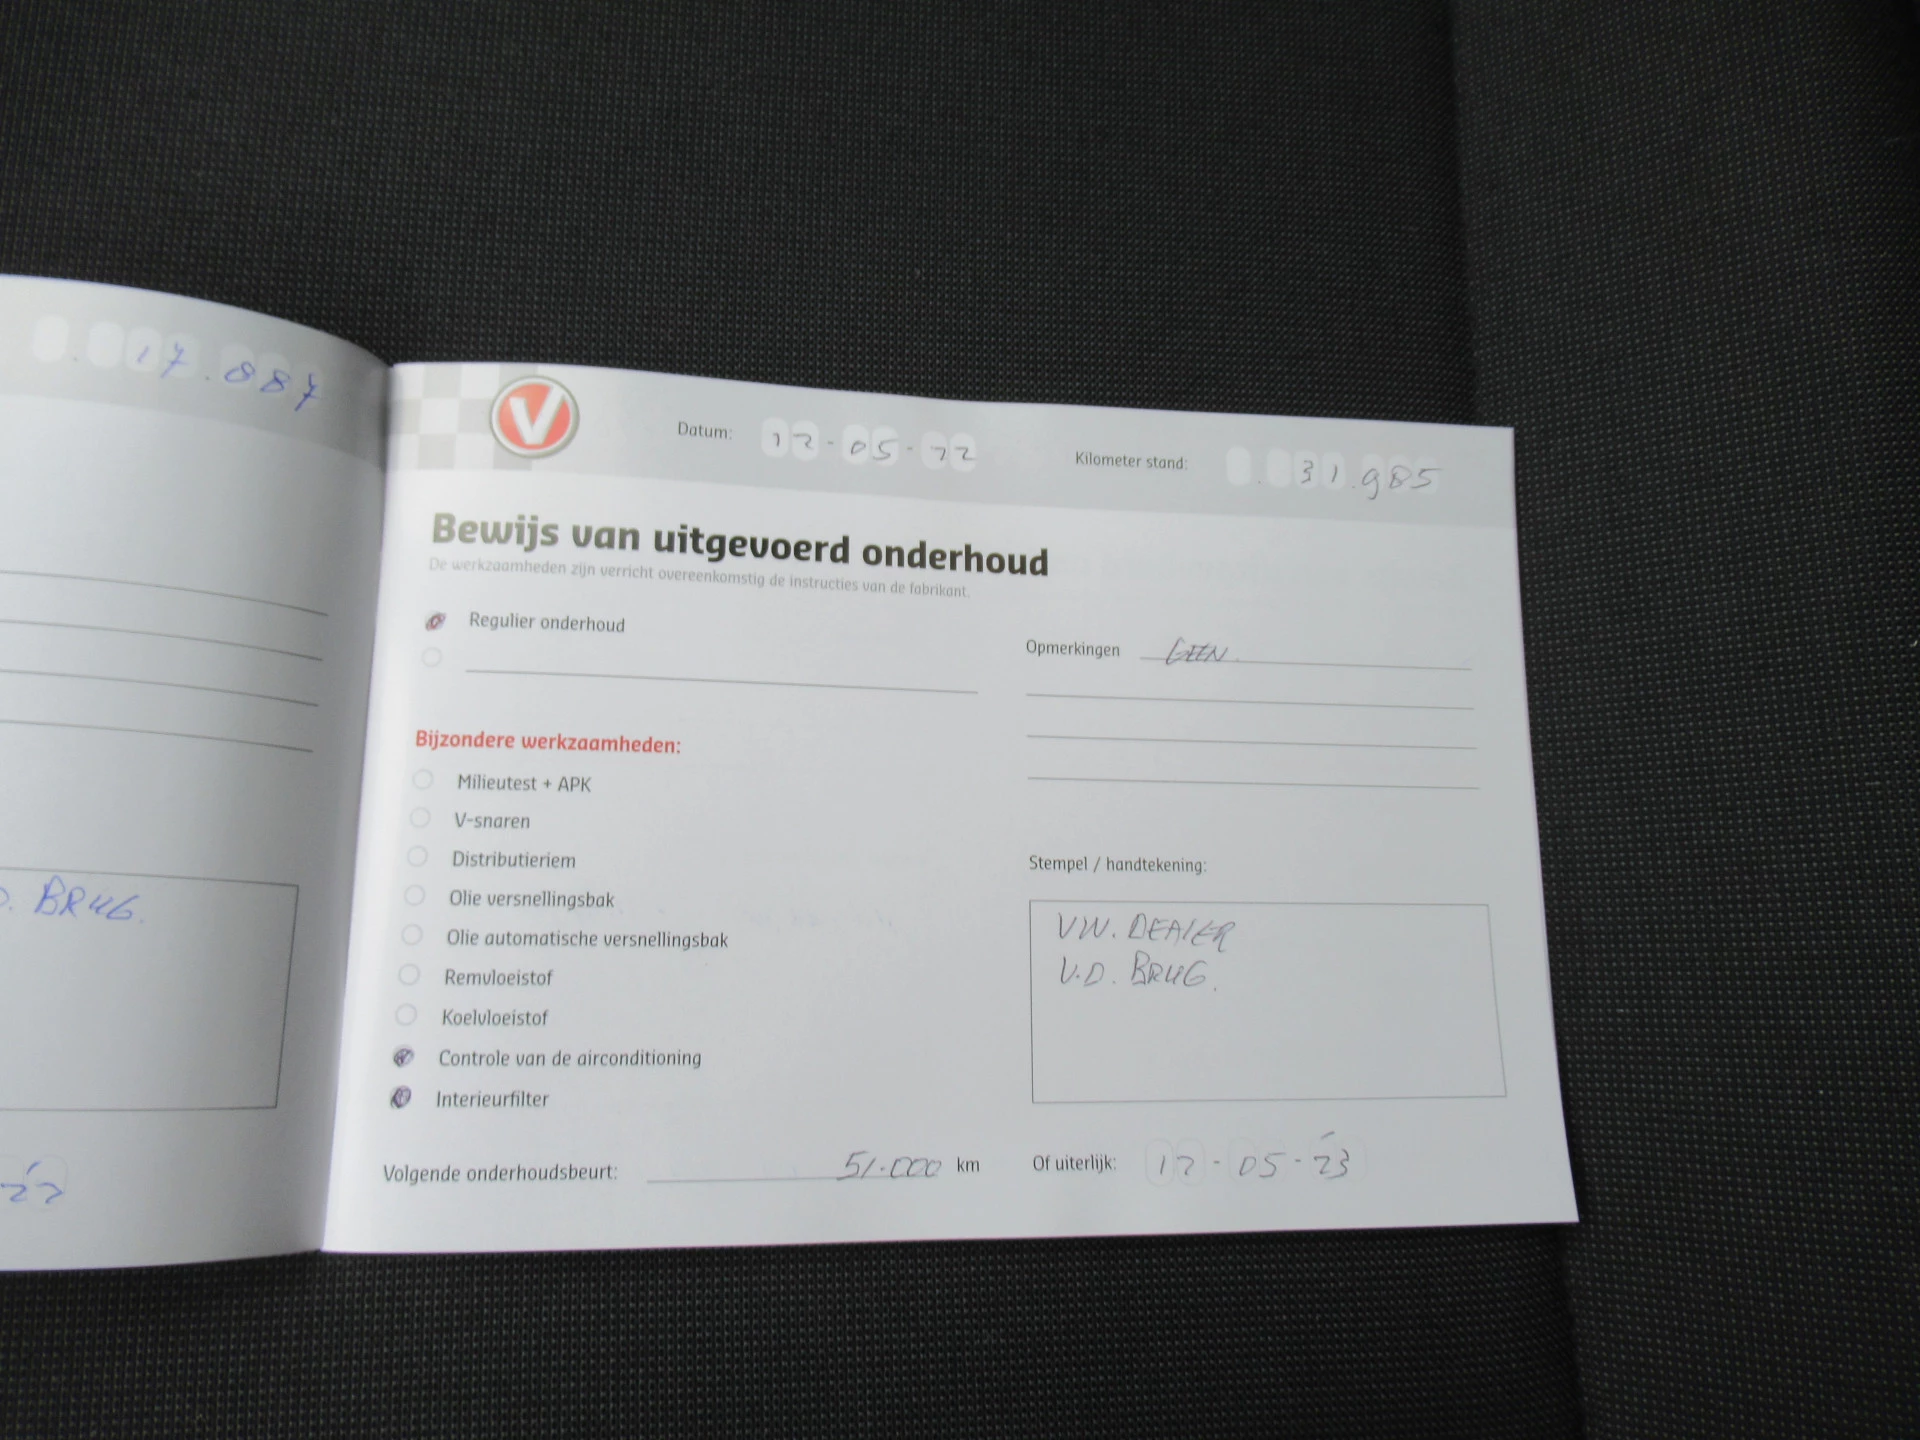 17.087
D. BRUG.
V
Datum: 12-05-22
Kilometer stand: 31.985
Bewijs van uitgevoerd onderhoud
De werkzaamheden zijn verricht overeenkomstig de instructies van de fabrikant.
Regulier onderhoud
Opmerkingen GEEN.
Bijzondere werkzaamheden:
Milieutest + APK
V-snaren
Distributieriem
Olie versnellingsbak
Olie automatische versnellingsbak
Remvloeistof
Koelvloeistof
Controle van de airconditioning
Interieurfilter
Stempel / handtekening:
VW. DEALER
V.D. BRUG.
Volgende onderhoudsbeurt: 51.000 km
Of uiterlijk: 12-05-23